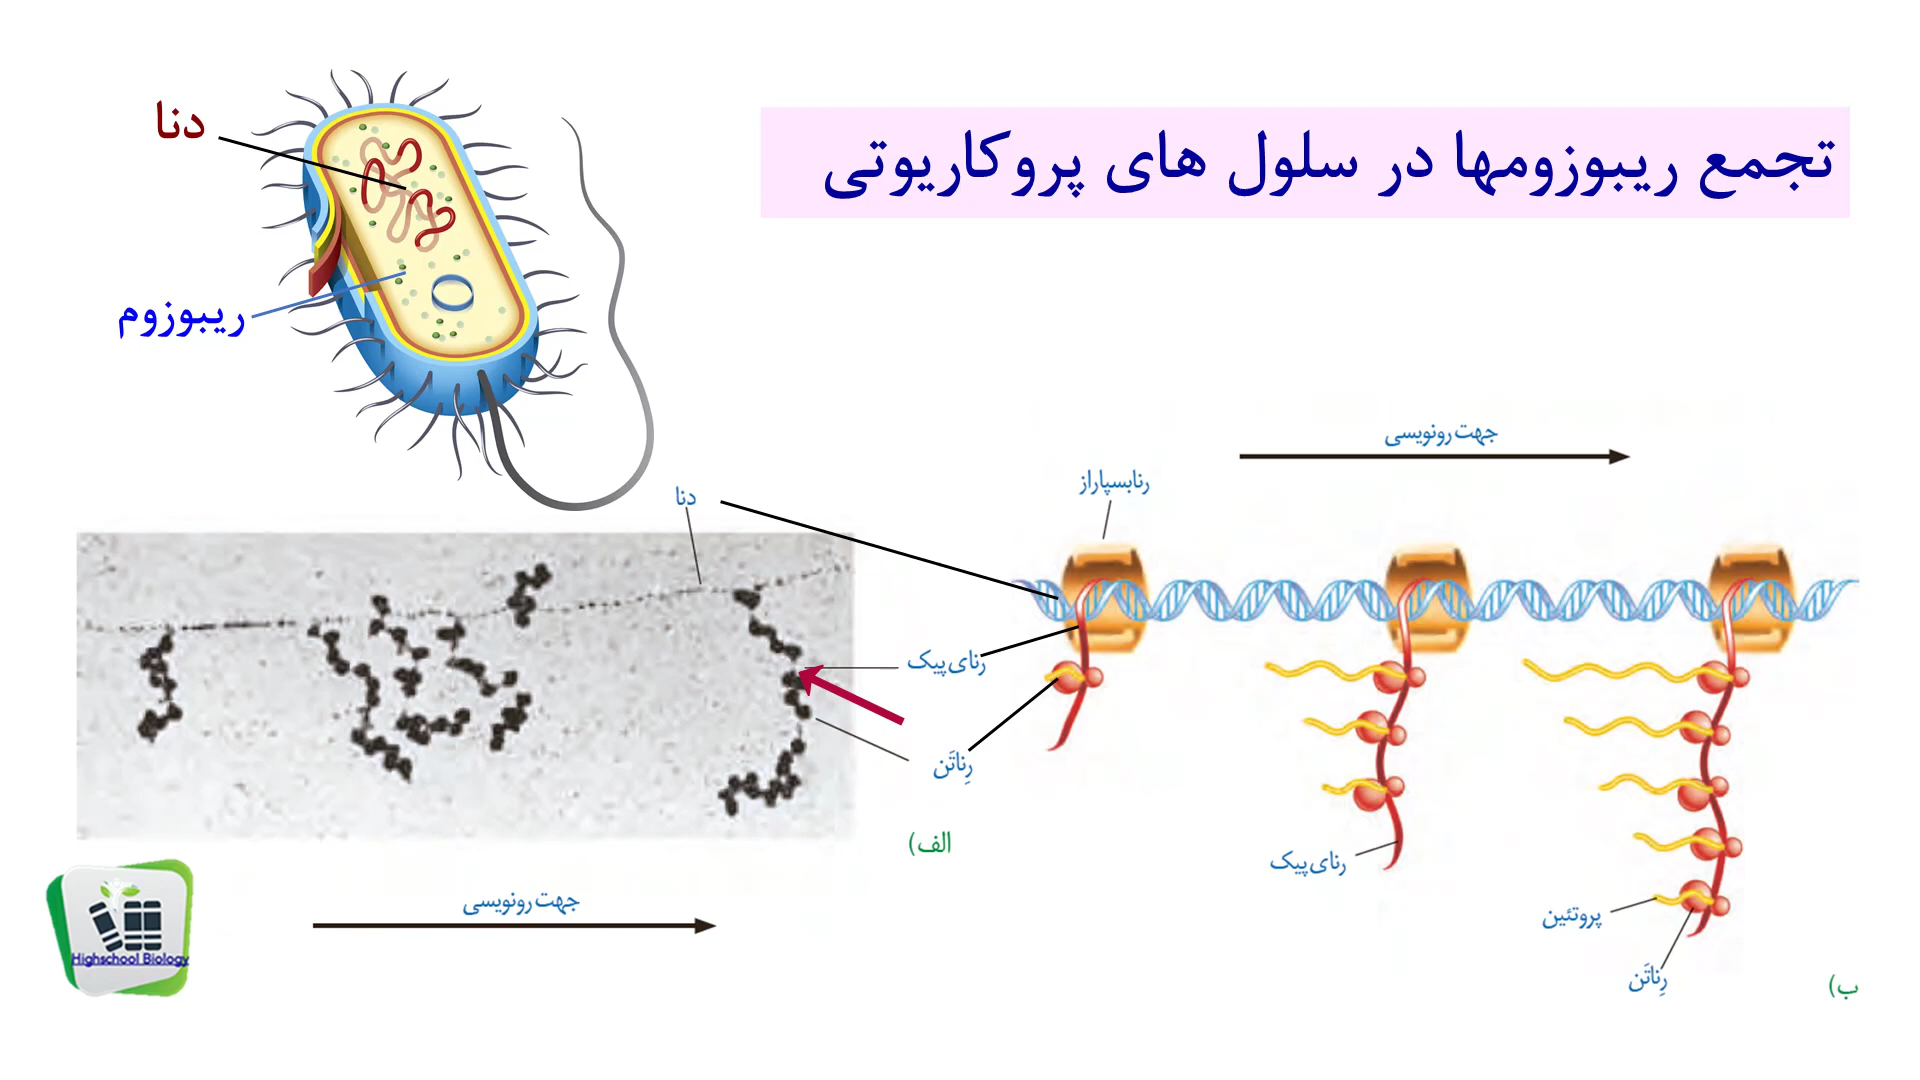 تجمع ریبوزومها در سلول های پروکاریوتی
دنا
ریبوزوم
جهت رونویسی
رنابسپاراز
دنا
رنای‌پیک
رِناتَن
الف)
رنای‌پیک
پروتئین
رِناتَن
ب)
جهت رونویسی
Highschool Biology